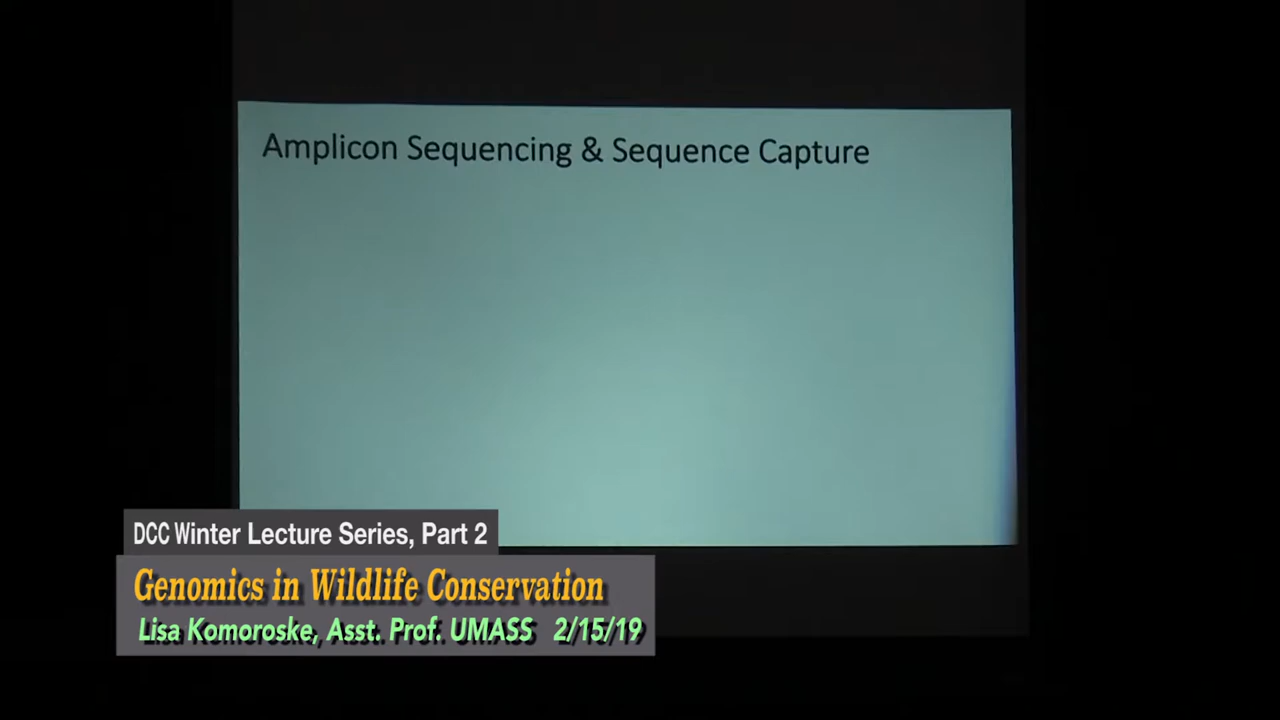 Amplicon Sequencing & Sequence Capture
DCC Winter Lecture Series, Part 2
Genomics in Wildlife Conservation
Lisa Komoroske, Asst. Prof. UMASS 2/15/19